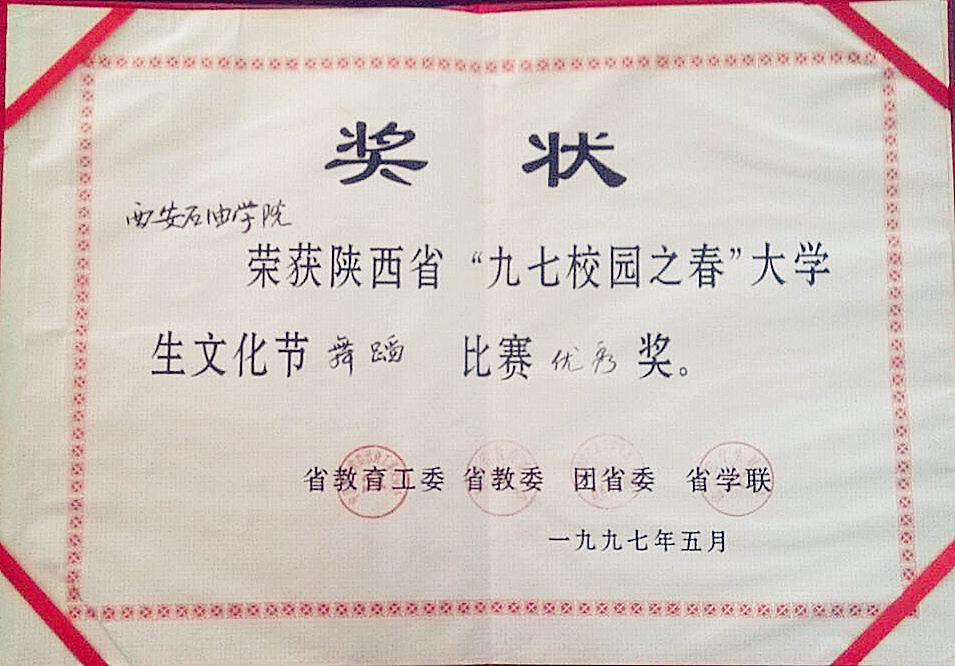 奖状
西安石油学院
荣获陕西省“九七校园之春”大学
生文化节舞蹈 比赛优秀奖。
省教育工委 省教委 团省委 省学联
一九九七年五月